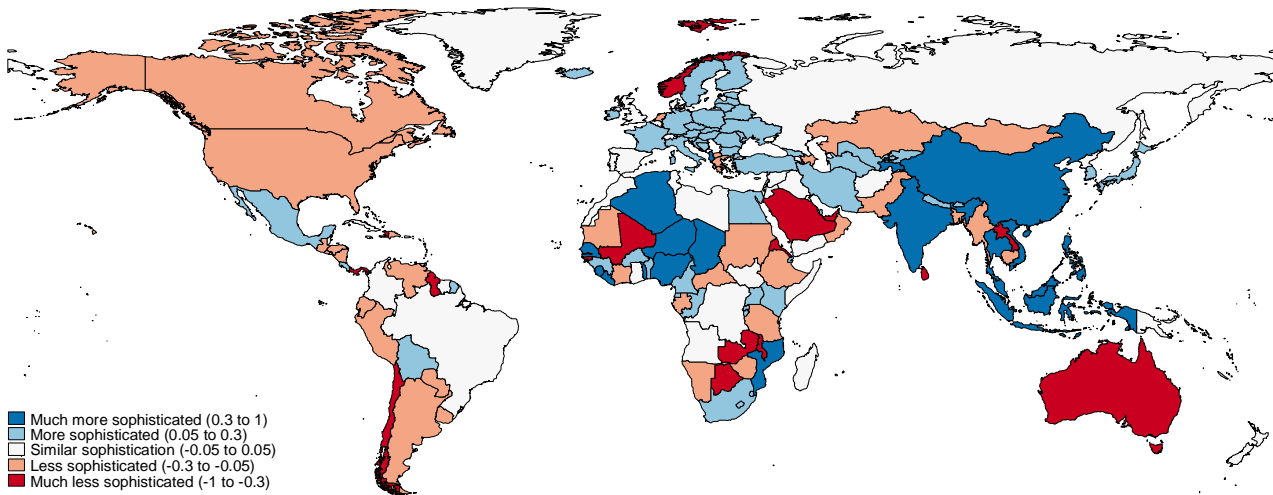 Much more sophisticated (0.3 to 1)
More sophisticated (0.05 to 0.3)
Similar sophistication (-0.05 to 0.05)
Less sophisticated (-0.3 to -0.05)
Much less sophisticated (-1 to -0.3)